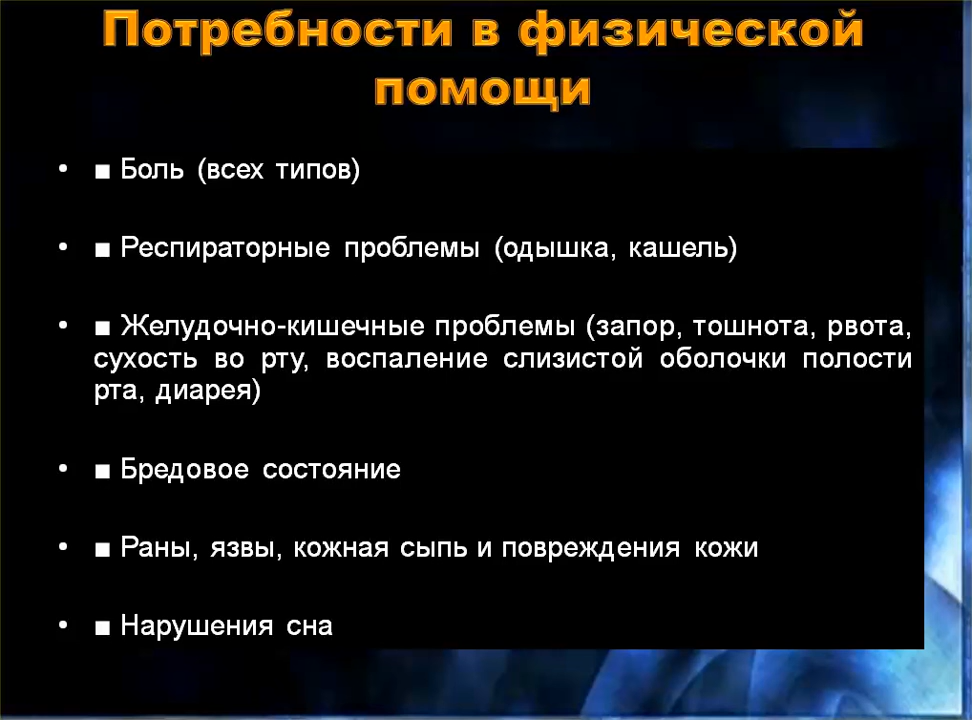 Потребности в физической
помощи
• ■ Боль (всех типов)
• ■ Респираторные проблемы (одышка, кашель)
• ■ Желудочно-кишечные проблемы (запор, тошнота, рвота,
сухость во рту, воспаление слизистой оболочки полости
рта, диарея)
• ■ Бредовое состояние
• ■ Раны, язвы, кожная сыпь и повреждения кожи
• ■ Нарушения сна